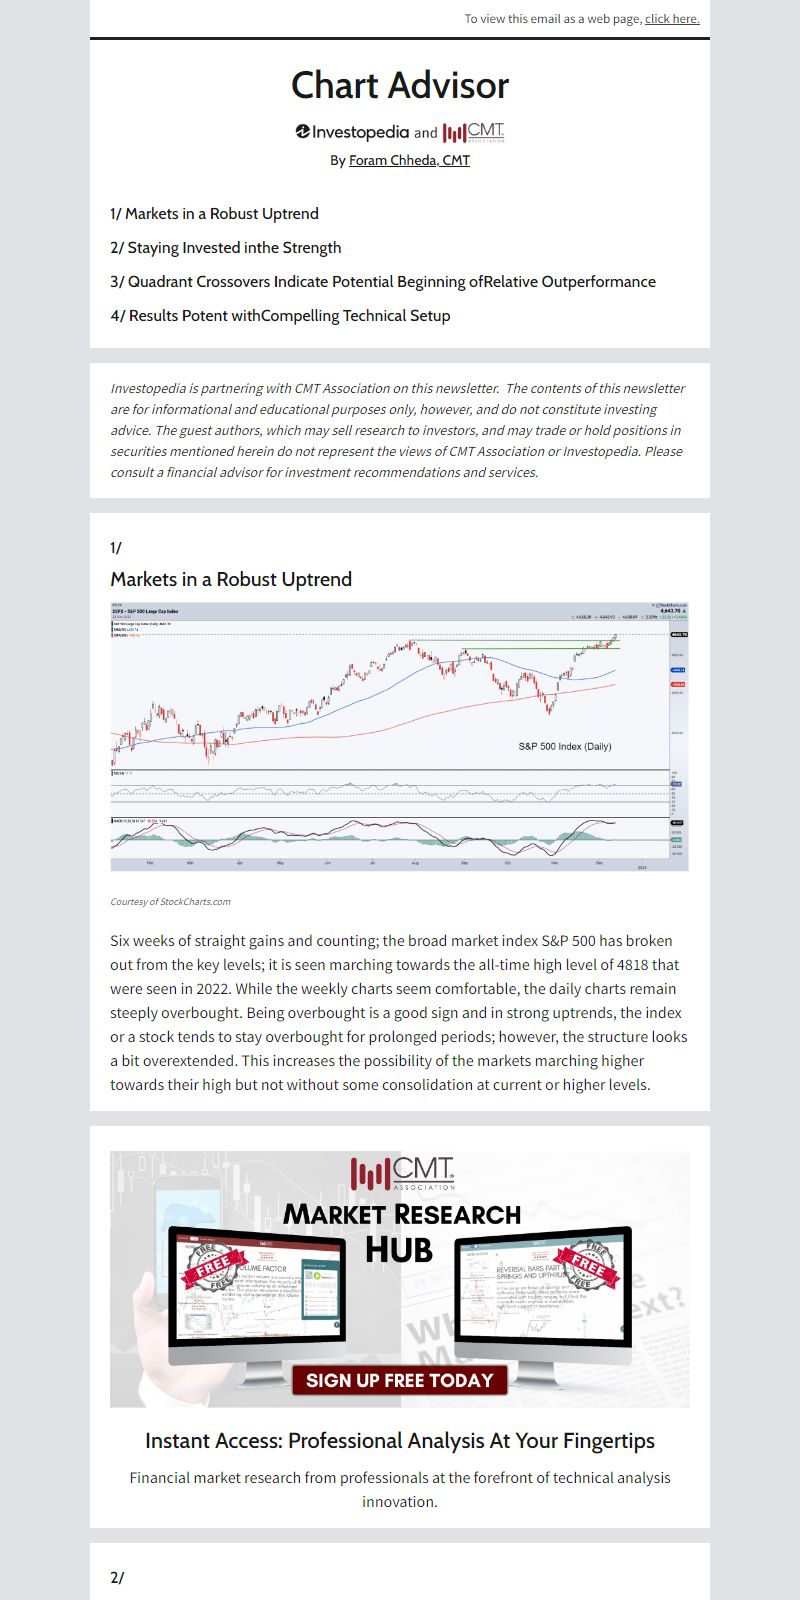 To view this email as a web page, click here.
Chart Advisor
Investopedia and CMT ASSOCIATION
By Foram Chheda, CMT
1/ Markets in a Robust Uptrend
2/ Staying Invested inthe Strength
3/ Quadrant Crossovers Indicate Potential Beginning ofRelative Outperformance
4/ Results Potent withCompelling Technical Setup
Investopedia is partnering with CMT Association on this newsletter. The contents of this newsletter
are for informational and educational purposes only, however, and do not constitute investing
advice. The guest authors, which may sell research to investors, and may trade or hold positions in
securities mentioned herein do not represent the views of CMT Association or Investopedia. Please
consult a financial advisor for investment recommendations and services.
1/
Markets in a Robust Uptrend
S&P 500 Large Cap Index
4,643.70
S&P 500 Index (Daily)
Feb Mar Apr May Jun Jul Aug Sep Oct Nov Dec
2024
Courtesy of StockCharts.com
Six weeks of straight gains and counting; the broad market index S&P 500 has broken
out from the key levels; it is seen marching towards the all-time high level of 4818 that
were seen in 2022. While the weekly charts seem comfortable, the daily charts remain
steeply overbought. Being overbought is a good sign and in strong uptrends, the index
or a stock tends to stay overbought for prolonged periods; however, the structure looks
a bit overextended. This increases the possibility of the markets marching higher
towards their high but not without some consolidation at current or higher levels.
CMT
ASSOCIATION
MARKET RESEARCH
HUB
FREE FREE FREE
VOLUME FACTOR
REVERSAL BARS PART
SPRINGS AND UPTHRU
FREE FREE FREE
SIGN UP FREE TODAY
Instant Access: Professional Analysis At Your Fingertips
Financial market research from professionals at the forefront of technical analysis
innovation.
2/